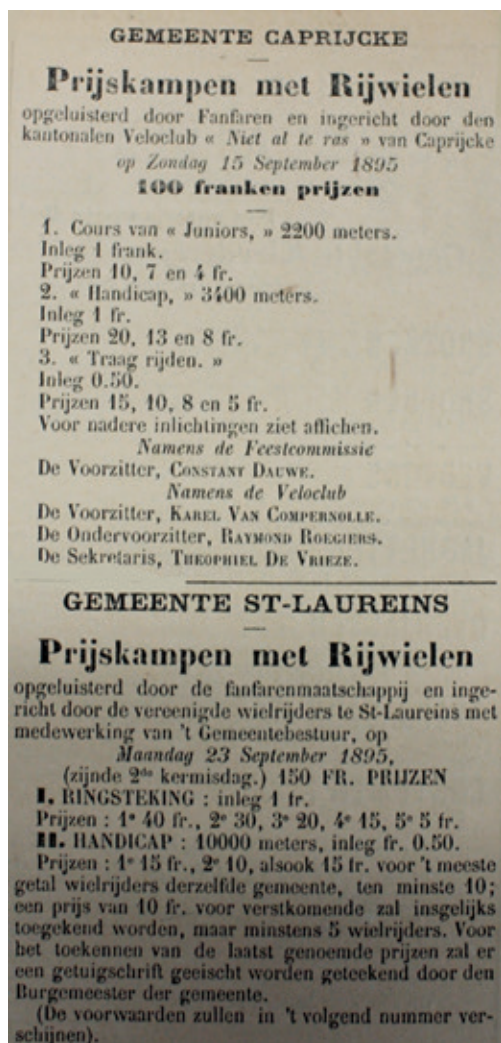 GEMEENTE CAPRIJCKE
Prijskampen met Rijwielen
opgeluisterd door Fanfaren en ingericht door den
kantonalen Veloclub « Niet al te ras » van Caprijcke
op Zondag 15 September 1895
100 franken prijzen
1. Cours van « Juniors, » 2200 meters.
Inleg 1 frank.
Prijzen 10, 7 en 4 fr.
2. « Handicap, » 3400 meters.
Inleg 1 fr.
Prijzen 20, 13 en 8 fr.
3. « Traag rijden. »
Inleg 0.50.
Prijzen 15, 10, 8 en 5 fr.
Voor nadere inlichtingen ziet affichen.
Namens de Feestcommissie
De Voorzitter, CONSTANT DAUWE.
Namens de Veloclub
De Voorzitter, KAREL VAN COMPERNOLLE.
De Ondervoorzitter, RAYMOND ROEGIERS.
De Sekretaris, THEOPHIEL DE VRIEZE.
GEMEENTE ST-LAUREINS
Prijskampen met Rijwielen
opgeluisterd door de fanfarenmaatschappij en inge-
richt door de vereenigde wielrijders te St-Laureins met
medewerking van 't Gemeentebestuur, op
Maandag 23 September 1895,
(zijnde 2de kermisdag.) 150 FR. PRIJZEN
I. RINGSTEKING : inleg 1 fr.
Prijzen : 1e 40 fr., 2e 30, 3e 20, 4e 15, 5e 5 fr.
II. HANDICAP : 10000 meters, inleg fr. 0.50.
Prijzen : 1e 15 fr., 2e 10, alsook 15 fr. voor 't meeste
getal wielrijders derzelfde gemeente, ten minste 10;
een prijs van 10 fr. voor verstkomende zal insgelijks
toegekend worden, maar minstens 5 wielrijders. Voor
het toekennen van de laatst genoemde prijzen zal er
een getuigschrift geeischt worden geteekend door den
Burgemeester der gemeente.
(De voorwaarden zullen in 't volgend nummer ver-
schijnen).